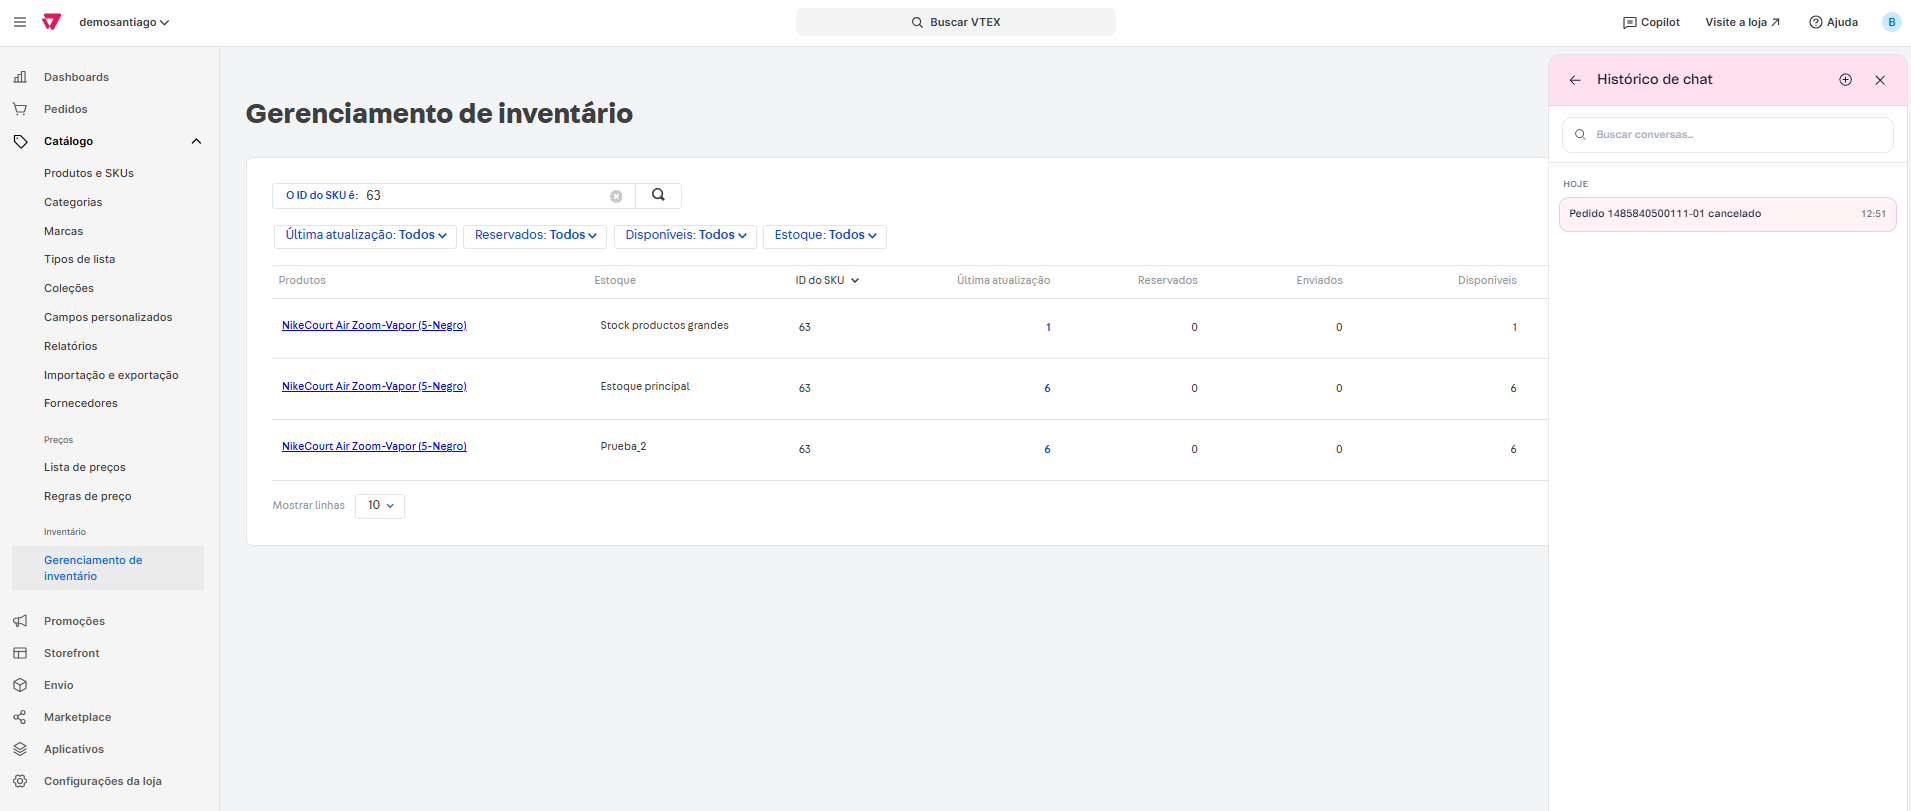 demosantiago
Buscar VTEX
Copilot
Visite a loja
Ajuda
B
Dashboards
Pedidos
Catálogo
Produtos e SKUs
Categorias
Marcas
Tipos de lista
Coleções
Campos personalizados
Relatórios
Importação e exportação
Fornecedores
Preços
Lista de preços
Regras de preço
Inventário
Gerenciamento de
inventário
Promoções
Storefront
Envio
Marketplace
Aplicativos
Configurações da loja
Gerenciamento de inventário
O ID do SKU é: 63
Última atualização: Todos
Reservados: Todos
Disponíveis: Todos
Estoque: Todos
Produtos Estoque ID do SKU Última atualização Reservados Enviados Disponíveis
NikeCourt Air Zoom-Vapor (5-Negro) Stock productos grandes 63 1 0 0 1
NikeCourt Air Zoom-Vapor (5-Negro) Estoque principal 63 6 0 0 6
NikeCourt Air Zoom-Vapor (5-Negro) Prueba_2 63 6 0 0 6
Mostrar linhas 10
Histórico de chat
Buscar conversas...
HOJE
Pedido 1485840500111-01 cancelado 12:51